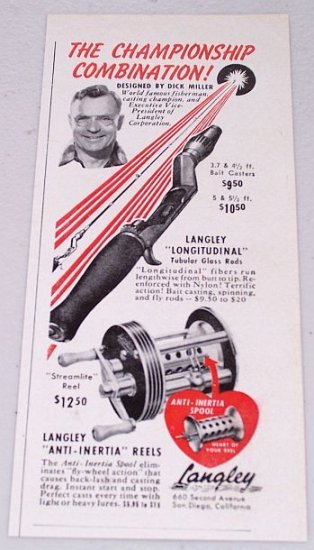 THE CHAMPIONSHIP
COMBINATION!
DESIGNED BY DICK MILLER
World famous fisherman,
casting champion, and
Executive Vice-
President of
Langley
Corporation.
3.7 & 4½ ft.
Bait Casters
$9.50
5 & 5½ ft.
$10.50
LANGLEY
"LONGITUDINAL"
Tubular Glass Rods
"Longitudinal" fibers run
lengthwise from butt to tip. Re-
enforced with Nylon! Terrific
action! Bait casting, spinning,
and fly rods -- $9.50 to $20
"Streamlite"
Reel
$12.50
ANTI-INERTIA
SPOOL
HEART OF
YOUR REEL
LANGLEY
"ANTI-INERTIA" REELS
The Anti-Inertia Spool elim-
inates "fly-wheel action" that
causes back-lash and casting
drag. Instant start and stop.
Perfect casts every time with
light or heavy lures.
Langley
660 Second Avenue
San Diego, California